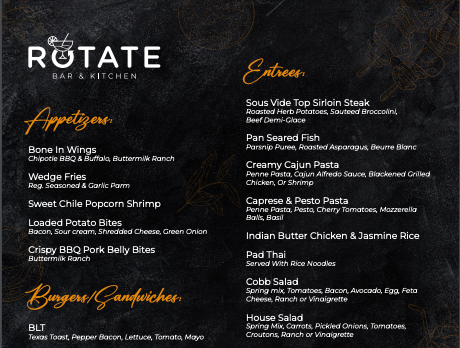 ROTATE
BAR & KITCHEN
Appetizers:
Bone In Wings
Chipotle BBQ & Buffalo, Buttermilk Ranch
Wedge Fries
Reg. Seasoned & Garlic Parm
Sweet Chile Popcorn Shrimp
Loaded Potato Bites
Bacon, Sour cream, Shredded Cheese, Green Onion
Crispy BBQ Pork Belly Bites
Buttermilk Ranch
Burgers/Sandwiches:
BLT
Texas Toast, Pepper Bacon, Lettuce, Tomato, Mayo
Entrees:
Sous Vide Top Sirloin Steak
Roasted Herb Potatoes, Sauteed Broccolini,
Beef Demi-Glace
Pan Seared Fish
Parsnip Puree, Roasted Asparagus, Beurre Blanc
Creamy Cajun Pasta
Penne Pasta, Cajun Alfredo Sauce, Blackened Grilled
Chicken, Or Shrimp
Caprese & Pesto Pasta
Penne Pasta, Pesto, Cherry Tomatoes, Mozzerella
Balls, Basil
Indian Butter Chicken & Jasmine Rice
Pad Thai
Served With Rice Noodles
Cobb Salad
Spring mix, Tomatoes, Bacon, Avocado, Egg, Feta
Cheese, Ranch or Vinaigrette
House Salad
Spring Mix, Carrots, Pickled Onions, Tomatoes,
Croutons, Ranch or Vinaigrette